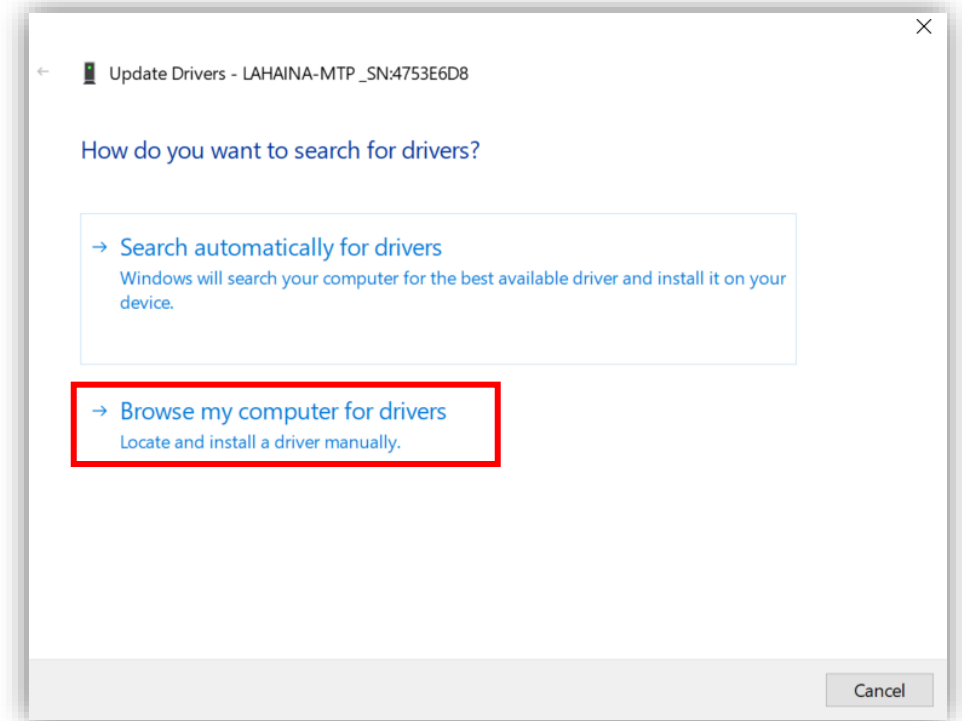 Update Drivers - LAHAINA-MTP _SN:4753E6D8
How do you want to search for drivers?
Search automatically for drivers
Windows will search your computer for the best available driver and install it on your
device.
Browse my computer for drivers
Locate and install a driver manually.
Cancel